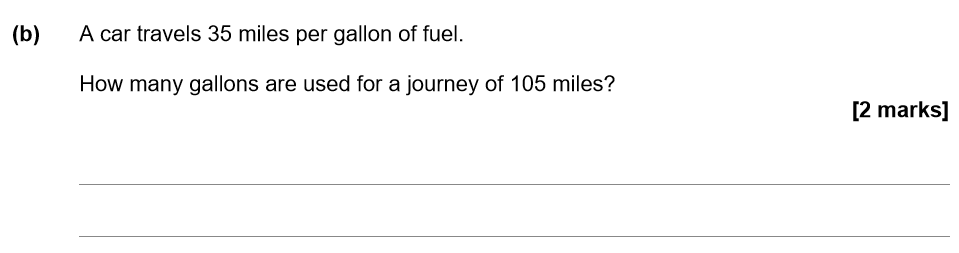 (b) A car travels 35 miles per gallon of fuel.
How many gallons are used for a journey of 105 miles?
[2 marks]